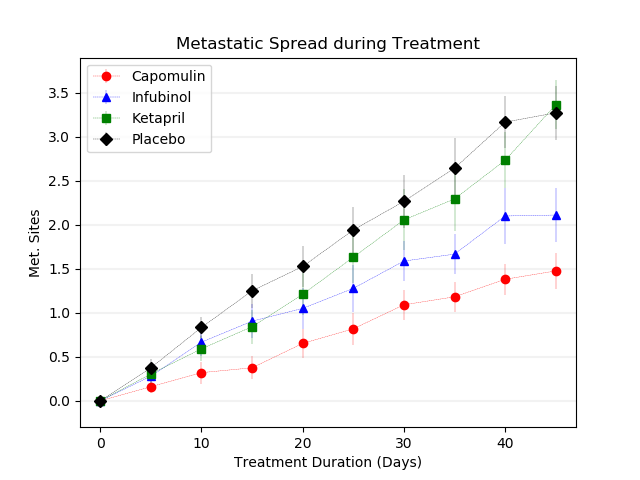 Metastatic Spread during Treatment
Capomulin
Infubinol
Ketapril
Placebo
3.5
3.0
2.5
2.0
1.5
1.0
0.5
0.0
Met. Sites
0 10 20 30 40
Treatment Duration (Days)